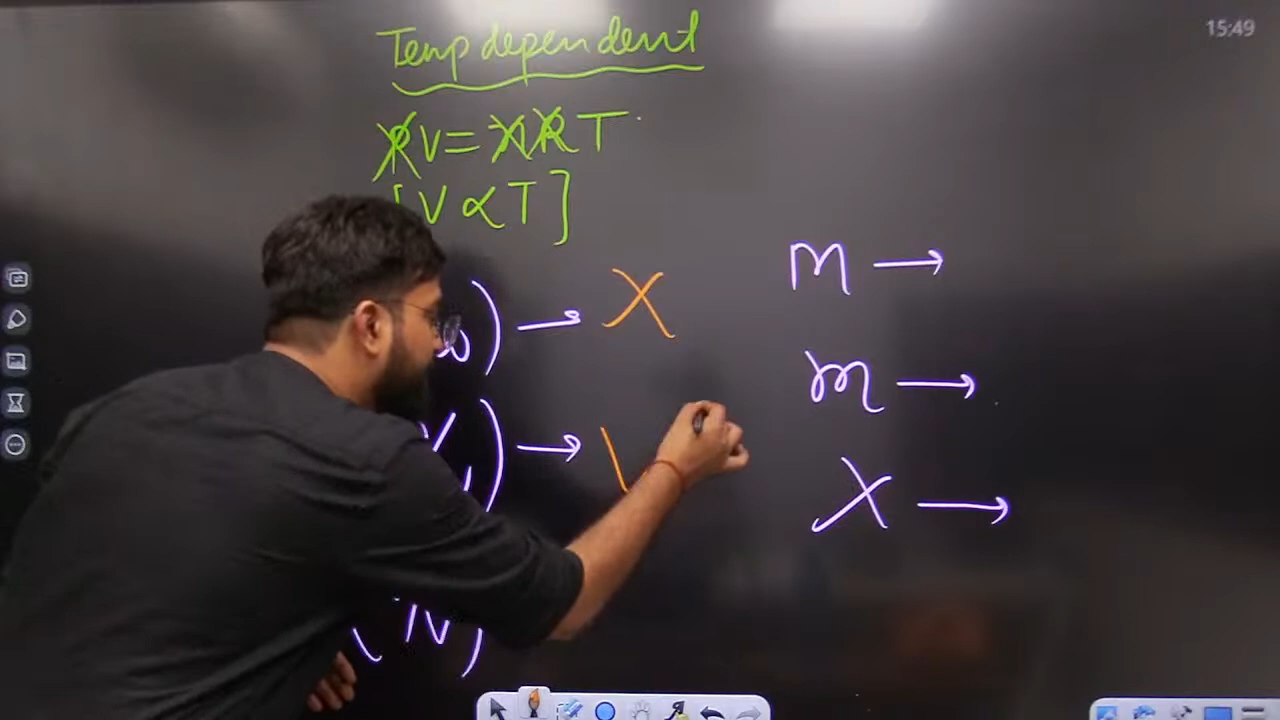 15:49
Temp dependent
PV = nRT
[V ∝ T]
w) → X
M →
V) →
m →
X →
(/V)